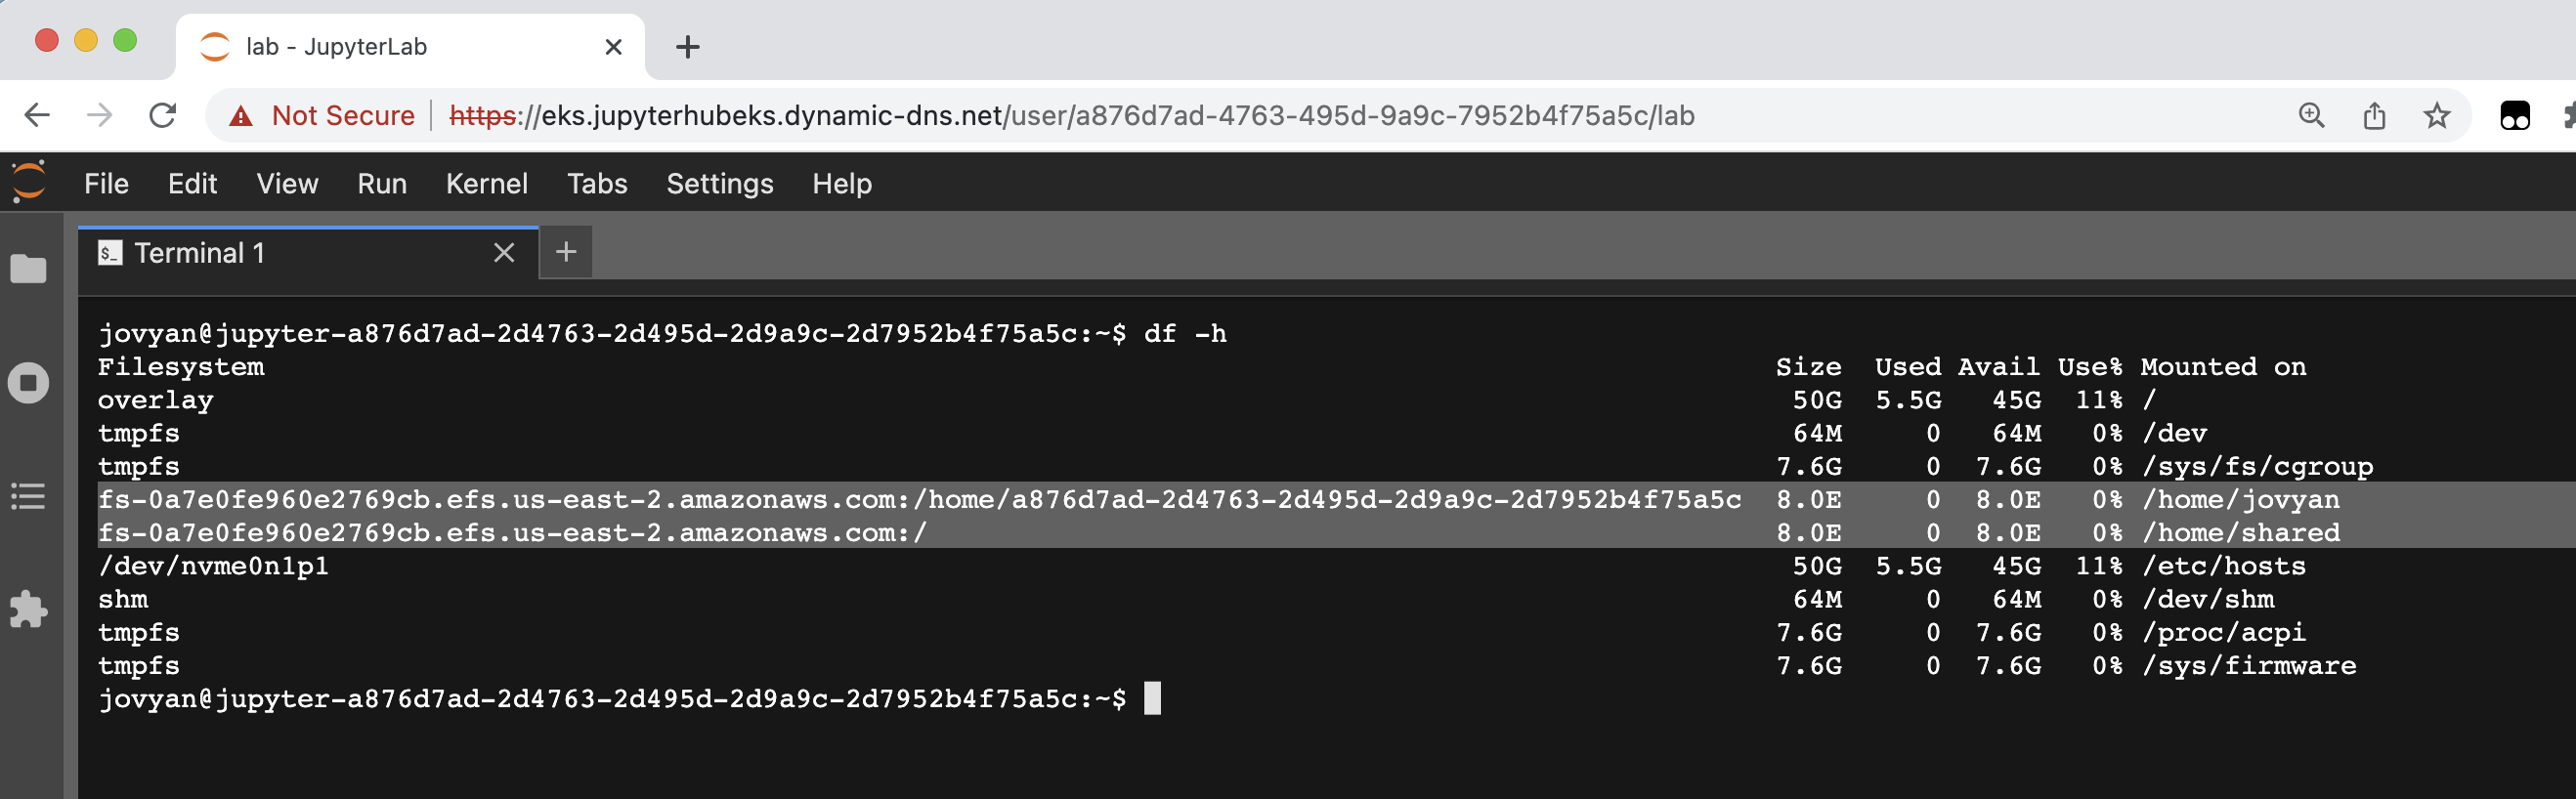 lab - JupyterLab
Not Secure https://eks.jupyterhubeks.dynamic-dns.net/user/a876d7ad-4763-495d-9a9c-7952b4f75a5c/lab
File Edit View Run Kernel Tabs Settings Help
$_ Terminal 1
jovyan@jupyter-a876d7ad-2d4763-2d495d-2d9a9c-2d7952b4f75a5c:~$ df -h
Filesystem Size Used Avail Use% Mounted on
overlay 50G 5.5G 45G 11% /
tmpfs 64M 0 64M 0% /dev
tmpfs 7.6G 0 7.6G 0% /sys/fs/cgroup
fs-0a7e0fe960e2769cb.efs.us-east-2.amazonaws.com:/home/a876d7ad-2d4763-2d495d-2d9a9c-2d7952b4f75a5c 8.0E 0 8.0E 0% /home/jovyan
fs-0a7e0fe960e2769cb.efs.us-east-2.amazonaws.com:/ 8.0E 0 8.0E 0% /home/shared
/dev/nvme0n1p1 50G 5.5G 45G 11% /etc/hosts
shm 64M 0 64M 0% /dev/shm
tmpfs 7.6G 0 7.6G 0% /proc/acpi
tmpfs 7.6G 0 7.6G 0% /sys/firmware
jovyan@jupyter-a876d7ad-2d4763-2d495d-2d9a9c-2d7952b4f75a5c:~$